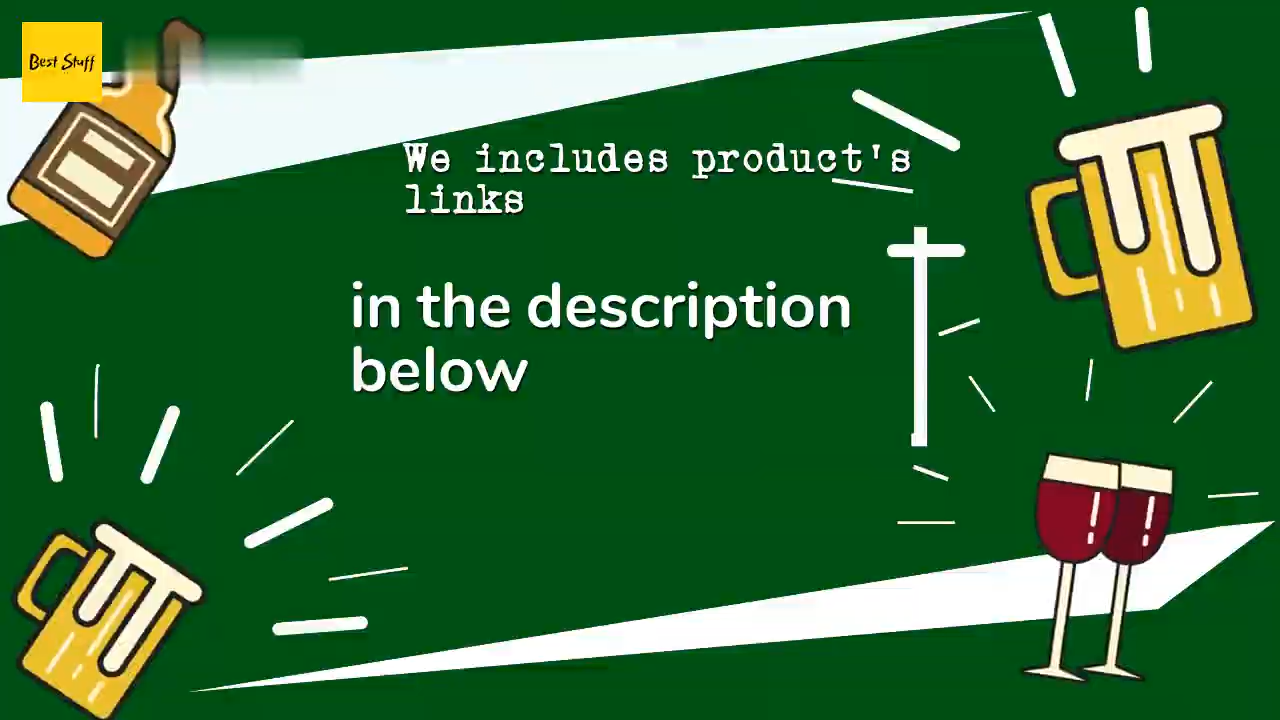 Best Stuff
We includes product's
links
in the description
below